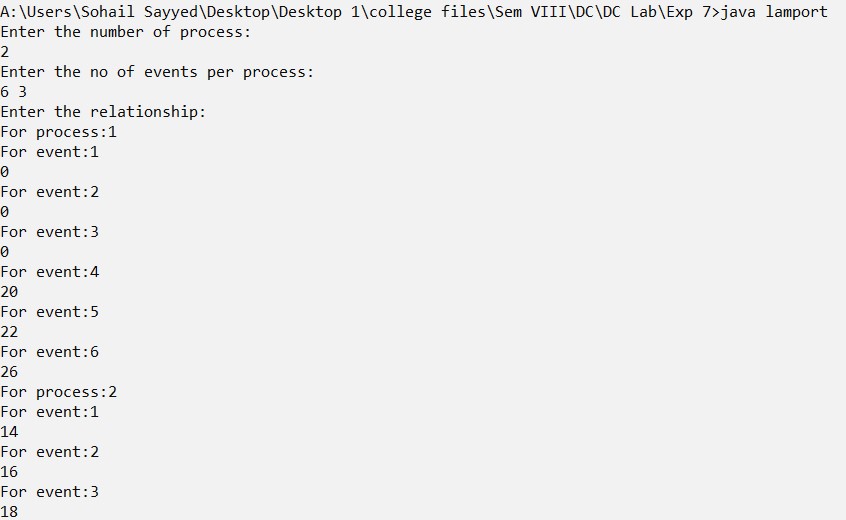 A:\Users\Sohail Sayyed\Desktop\Desktop 1\college files\Sem VIII\DC\DC Lab\Exp 7>java lamport
Enter the number of process:
2
Enter the no of events per process:
6 3
Enter the relationship:
For process:1
For event:1
0
For event:2
0
For event:3
0
For event:4
20
For event:5
22
For event:6
26
For process:2
For event:1
14
For event:2
16
For event:3
18